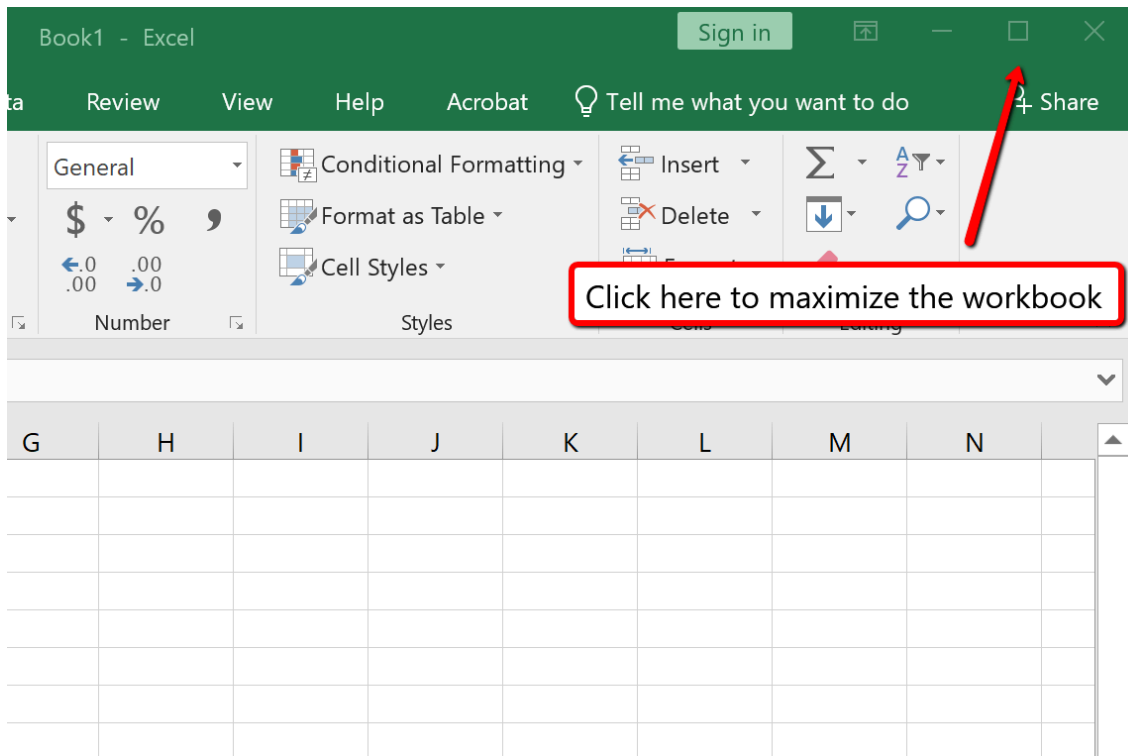 Book1 - Excel
Sign in
ta Review View Help Acrobat Tell me what you want to do Share
General
Conditional Formatting
Insert
$ % ,
Format as Table
Delete
.0 .00
.00 .0
Cell Styles
Click here to maximize the workbook
Number
Styles
Cells
Editing
G H I J K L M N